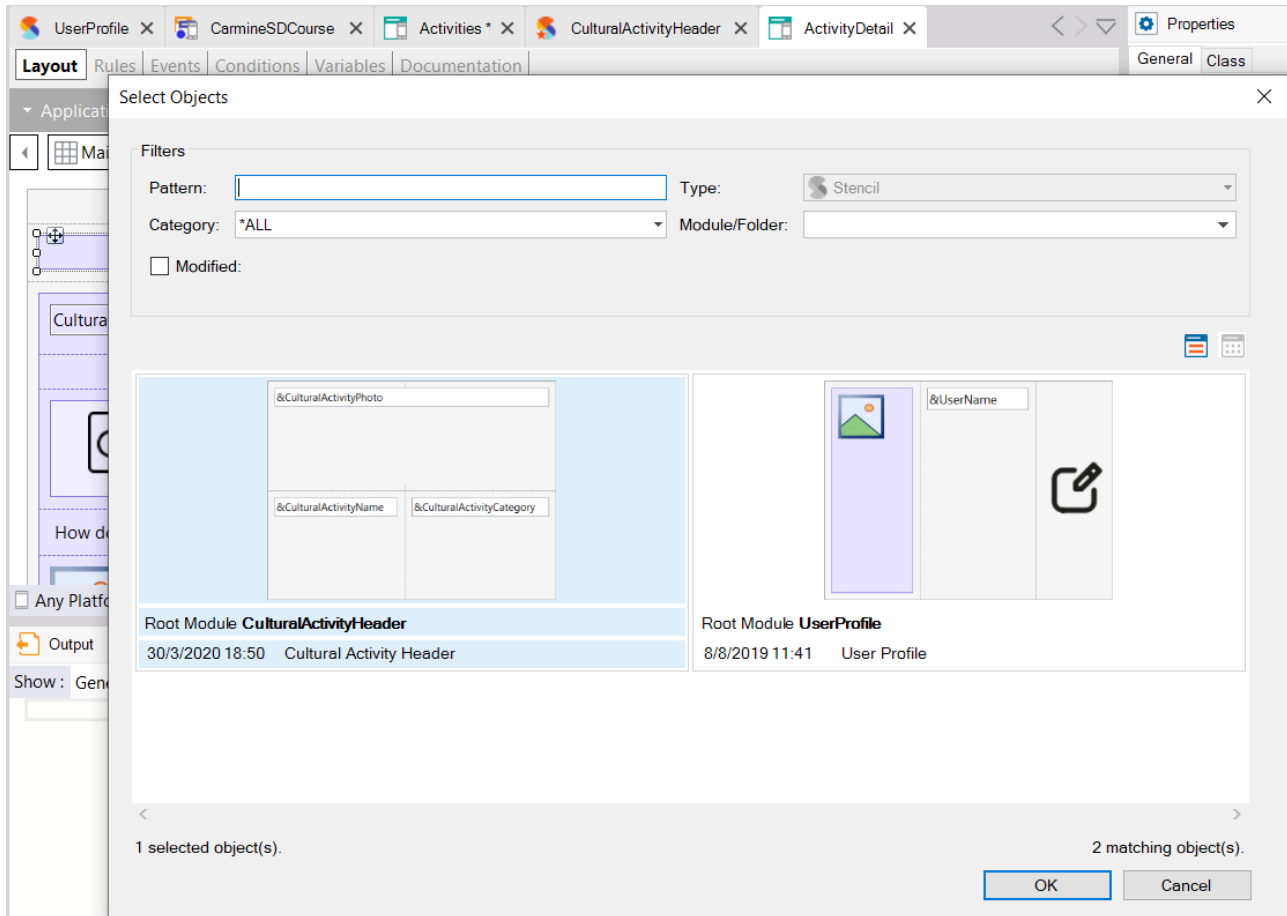 UserProfile CarmineSDCourse Activities * CulturalActivityHeader ActivityDetail Properties
Layout Rules Events Conditions Variables Documentation General Class
Select Objects
Filters
Pattern: Type: Stencil
Category: *ALL Module/Folder:
Modified:
&CulturalActivityPhoto
&UserName
&CulturalActivityName &CulturalActivityCategory
How
Any
Root Module CulturalActivityHeader Root Module UserProfile
30/3/2020 18:50 Cultural Activity Header 8/8/2019 11:41 User Profile
Output
Show :
1 selected object(s). 2 matching object(s).
OK Cancel